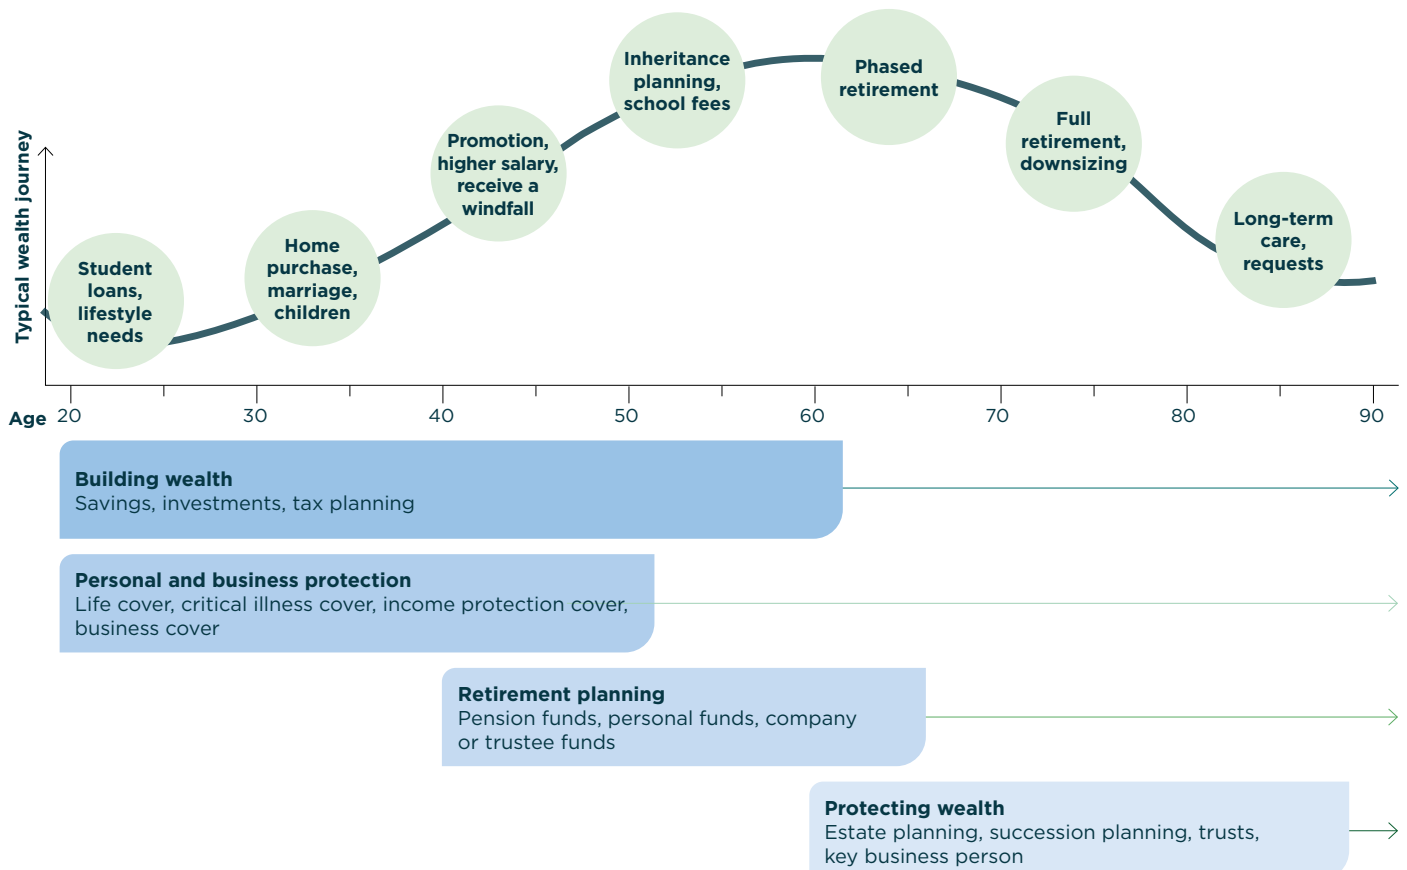 Typical wealth journey
Student
loans,
lifestyle
needs
Home
purchase,
marriage,
children
Promotion,
higher salary,
receive a
windfall
Inheritance
planning,
school fees
Phased
retirement
Full
retirement,
downsizing
Long-term
care,
requests
Age 20 30 40 50 60 70 80 90
Building wealth
Savings, investments, tax planning
Personal and business protection
Life cover, critical illness cover, income protection cover,
business cover
Retirement planning
Pension funds, personal funds, company
or trustee funds
Protecting wealth
Estate planning, succession planning, trusts,
key business person